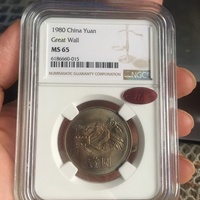 1980 China Yuan
Great Wall
MS 65
6186660-015
NUMISMATIC GUARANTY CORPORATION
NGC